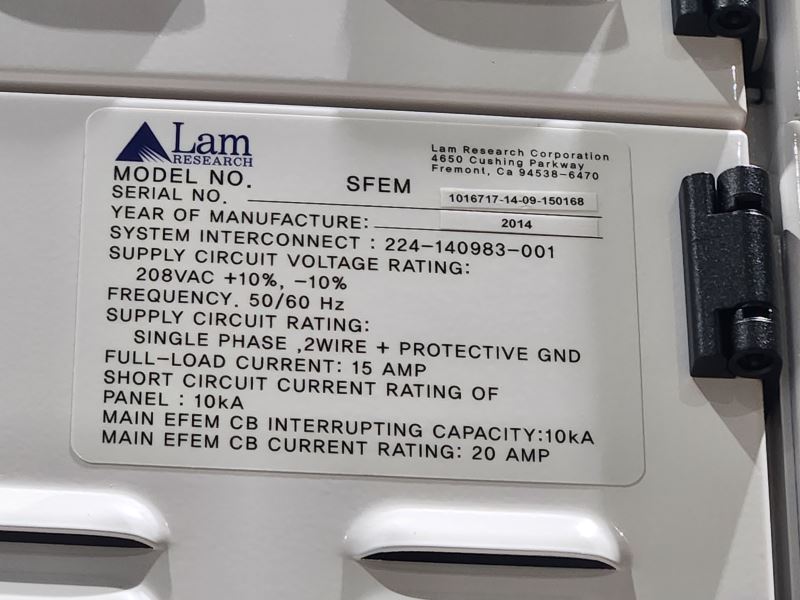 Lam
RESEARCH
Lam Research Corporation
4650 Cushing Parkway
Fremont, Ca 94538-6470
MODEL NO. SFEM
SERIAL NO. 1016717-14-09-150168
YEAR OF MANUFACTURE: 2014
SYSTEM INTERCONNECT : 224-140983-001
SUPPLY CIRCUIT VOLTAGE RATING:
208VAC +10%, -10%
FREQUENCY. 50/60 Hz
SUPPLY CIRCUIT RATING:
SINGLE PHASE ,2WIRE + PROTECTIVE GND
FULL-LOAD CURRENT: 15 AMP
SHORT CIRCUIT CURRENT RATING OF
PANEL : 10kA
MAIN EFEM CB INTERRUPTING CAPACITY:10kA
MAIN EFEM CB CURRENT RATING: 20 AMP